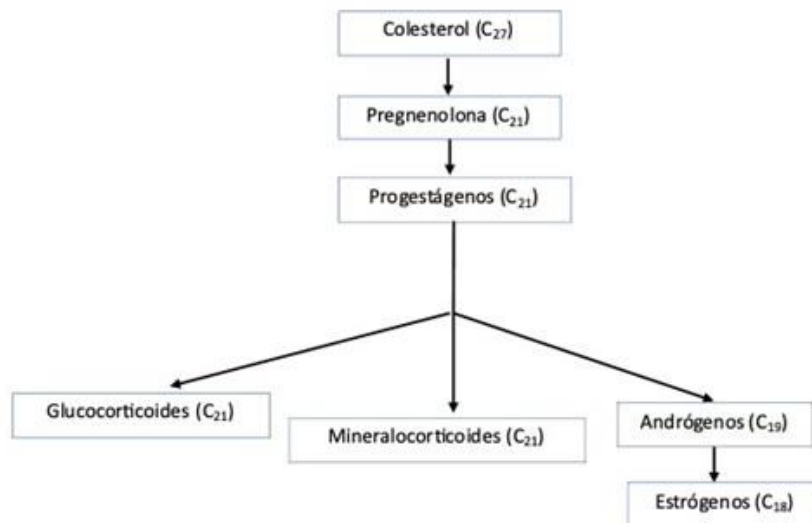 Colesterol (C₂₇)
Pregnenolona (C₂₁)
Progestágenos (C₂₁)
Glucocorticoides (C₂₁)
Mineralocorticoides (C₂₁)
Andrógenos (C₁₉)
Estrógenos (C₁₈)